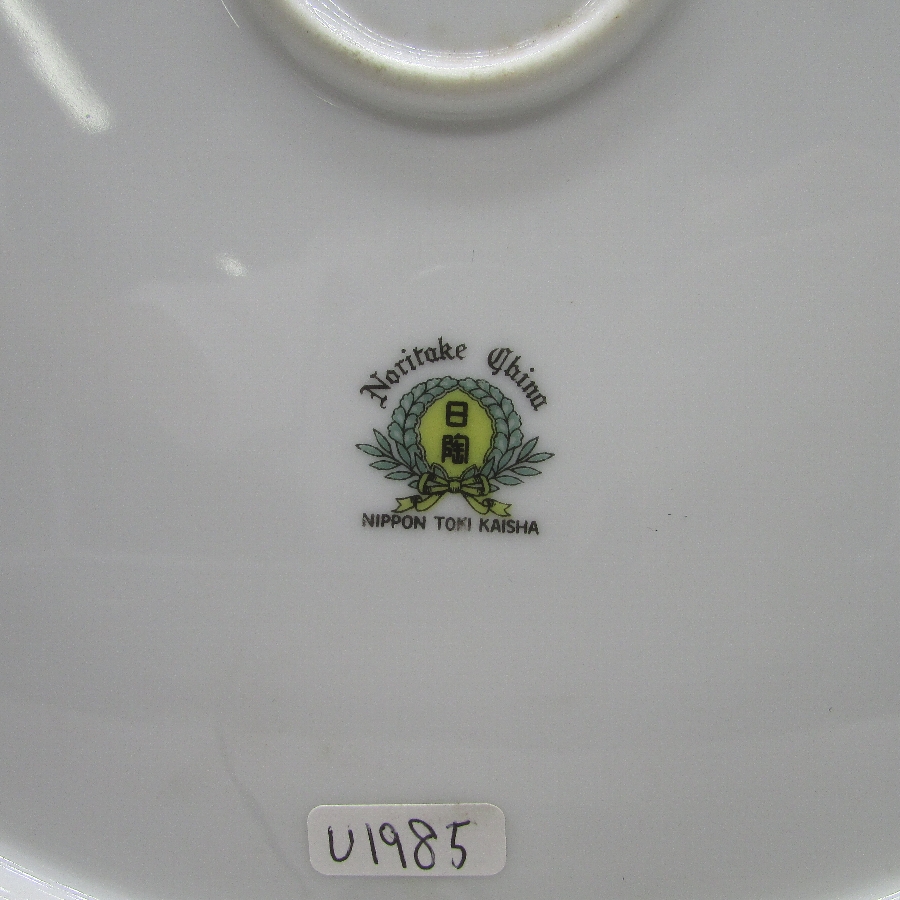 Noritake China
日
陶
NIPPON TOKI KAISHA
U1985